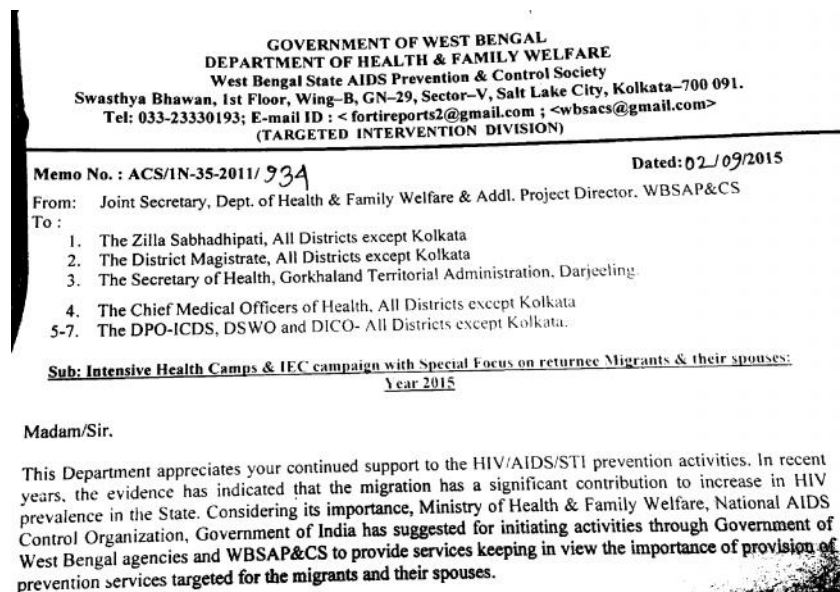 GOVERNMENT OF WEST BENGAL
DEPARTMENT OF HEALTH & FAMILY WELFARE
West Bengal State AIDS Prevention & Control Society
Swasthya Bhawan, 1st Floor, Wing–B, GN–29, Sector–V, Salt Lake City, Kolkata–700 091.
Tel: 033-23330193; E-mail ID : < fortireports2@gmail.com ; <wbsacs@gmail.com>
(TARGETED INTERVENTION DIVISION)
Memo No. : ACS/1N-35-2011/ 934 Dated: 02/09/2015
From: Joint Secretary, Dept. of Health & Family Welfare & Addl. Project Director. WBSAP&CS
To :
1. The Zilla Sabhadhipati, All Districts except Kolkata
2. The District Magistrate, All Districts except Kolkata
3. The Secretary of Health, Gorkhaland Territorial Administration, Darjeeling.
4. The Chief Medical Officers of Health, All Districts except Kolkata
5-7. The DPO-ICDS, DSWO and DICO- All Districts except Kolkata.
Sub: Intensive Health Camps & IEC campaign with Special Focus on returnee Migrants & their spouses:
Year 2015
Madam/Sir.
This Department appreciates your continued support to the HIV/AIDS/STI prevention activities. In recent
years, the evidence has indicated that the migration has a significant contribution to increase in HIV
prevalence in the State. Considering its importance, Ministry of Health & Family Welfare, National AIDS
Control Organization, Government of India has suggested for initiating activities through Government of
West Bengal agencies and WBSAP&CS to provide services keeping in view the importance of provision of
prevention services targeted for the migrants and their spouses.